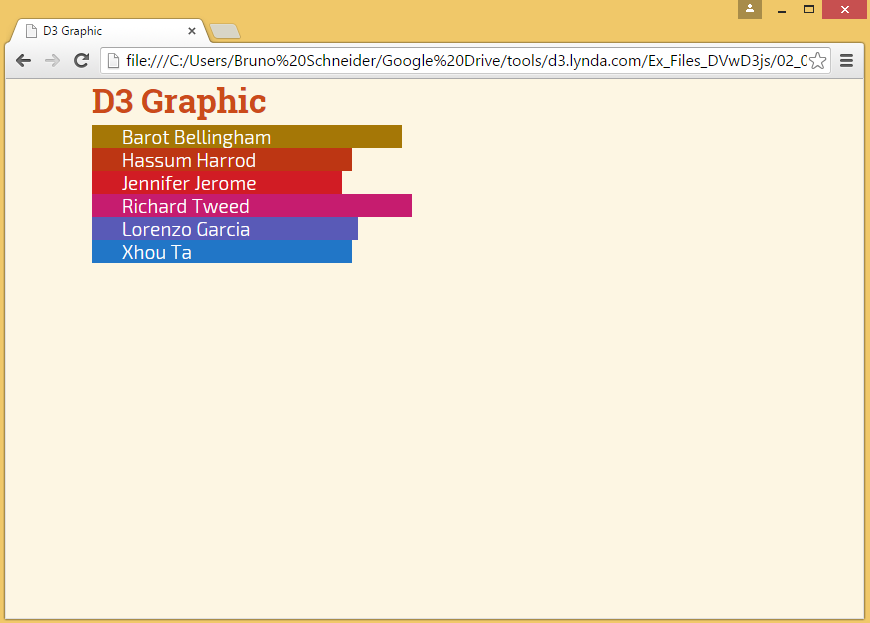 D3 Graphic
file:///C:/Users/Bruno%20Schneider/Google%20Drive/tools/d3.lynda.com/Ex_Files_DVwD3js/02_0
D3 Graphic
Barot Bellingham
Hassum Harrod
Jennifer Jerome
Richard Tweed
Lorenzo Garcia
Xhou Ta